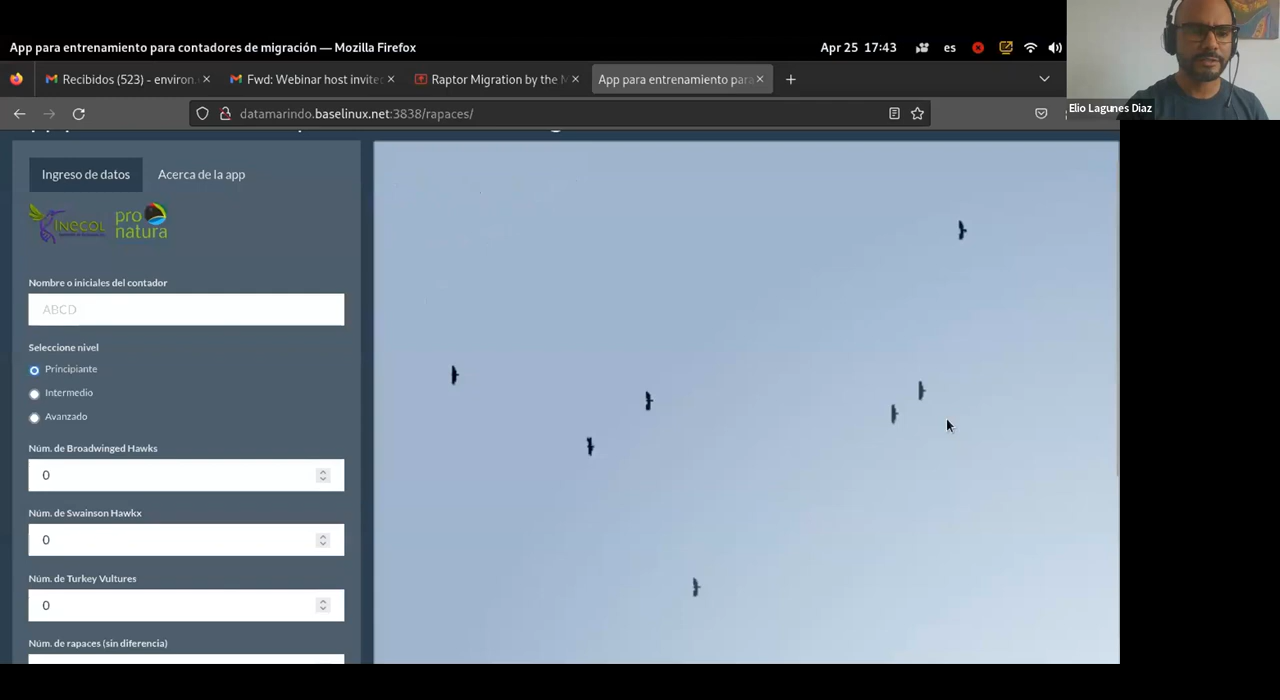 App para entrenamiento para contadores de migración — Mozilla Firefox
Apr 25 17:43
es
Recibidos (523) - environ.
Fwd: Webinar host invite
Raptor Migration by the
App para entrenamiento para
datamarindo.baselinux.net:3838/rapaces/
Elio Lagunes Diaz
Ingreso de datos
Acerca de la app
INECOL
pro natura
Nombre o iniciales del contador
ABCD
Seleccione nivel
Principiante
Intermedio
Avanzado
Núm. de Broadwinged Hawks
0
Núm. de Swainson Hawkx
0
Núm. de Turkey Vultures
0
Núm. de rapaces (sin diferencia)